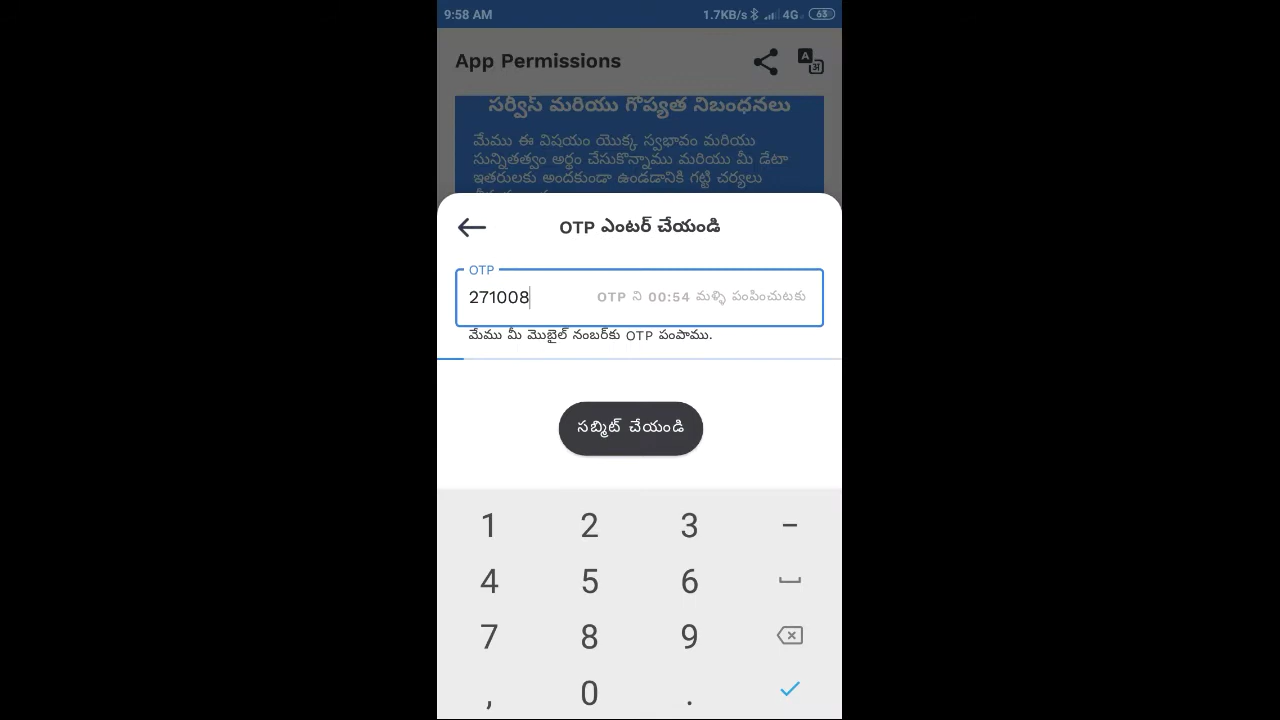 9:58 AM 1.7KB/s 4G 63
App Permissions
సర్వీస్ మరియు గోప్యత నిబంధనలు
మేము ఈ విషయం యొక్క స్వభావం మరియు
సున్నితత్వం అర్థం చేసుకొన్నాము మరియు మీ డేటా
ఇతరులకు అందకుండా ఉండడానికి గట్టి చర్యలు
OTP ఎంటర్ చేయండి
OTP
271008 OTP ని 00:54 మళ్ళి పంపించుటకు
మేము మీ మొబైల్ నంబర్‌కు OTP పంపాము.
సబ్మిట్ చేయండి
1 2 3 -
4 5 6
7 8 9
, 0 .